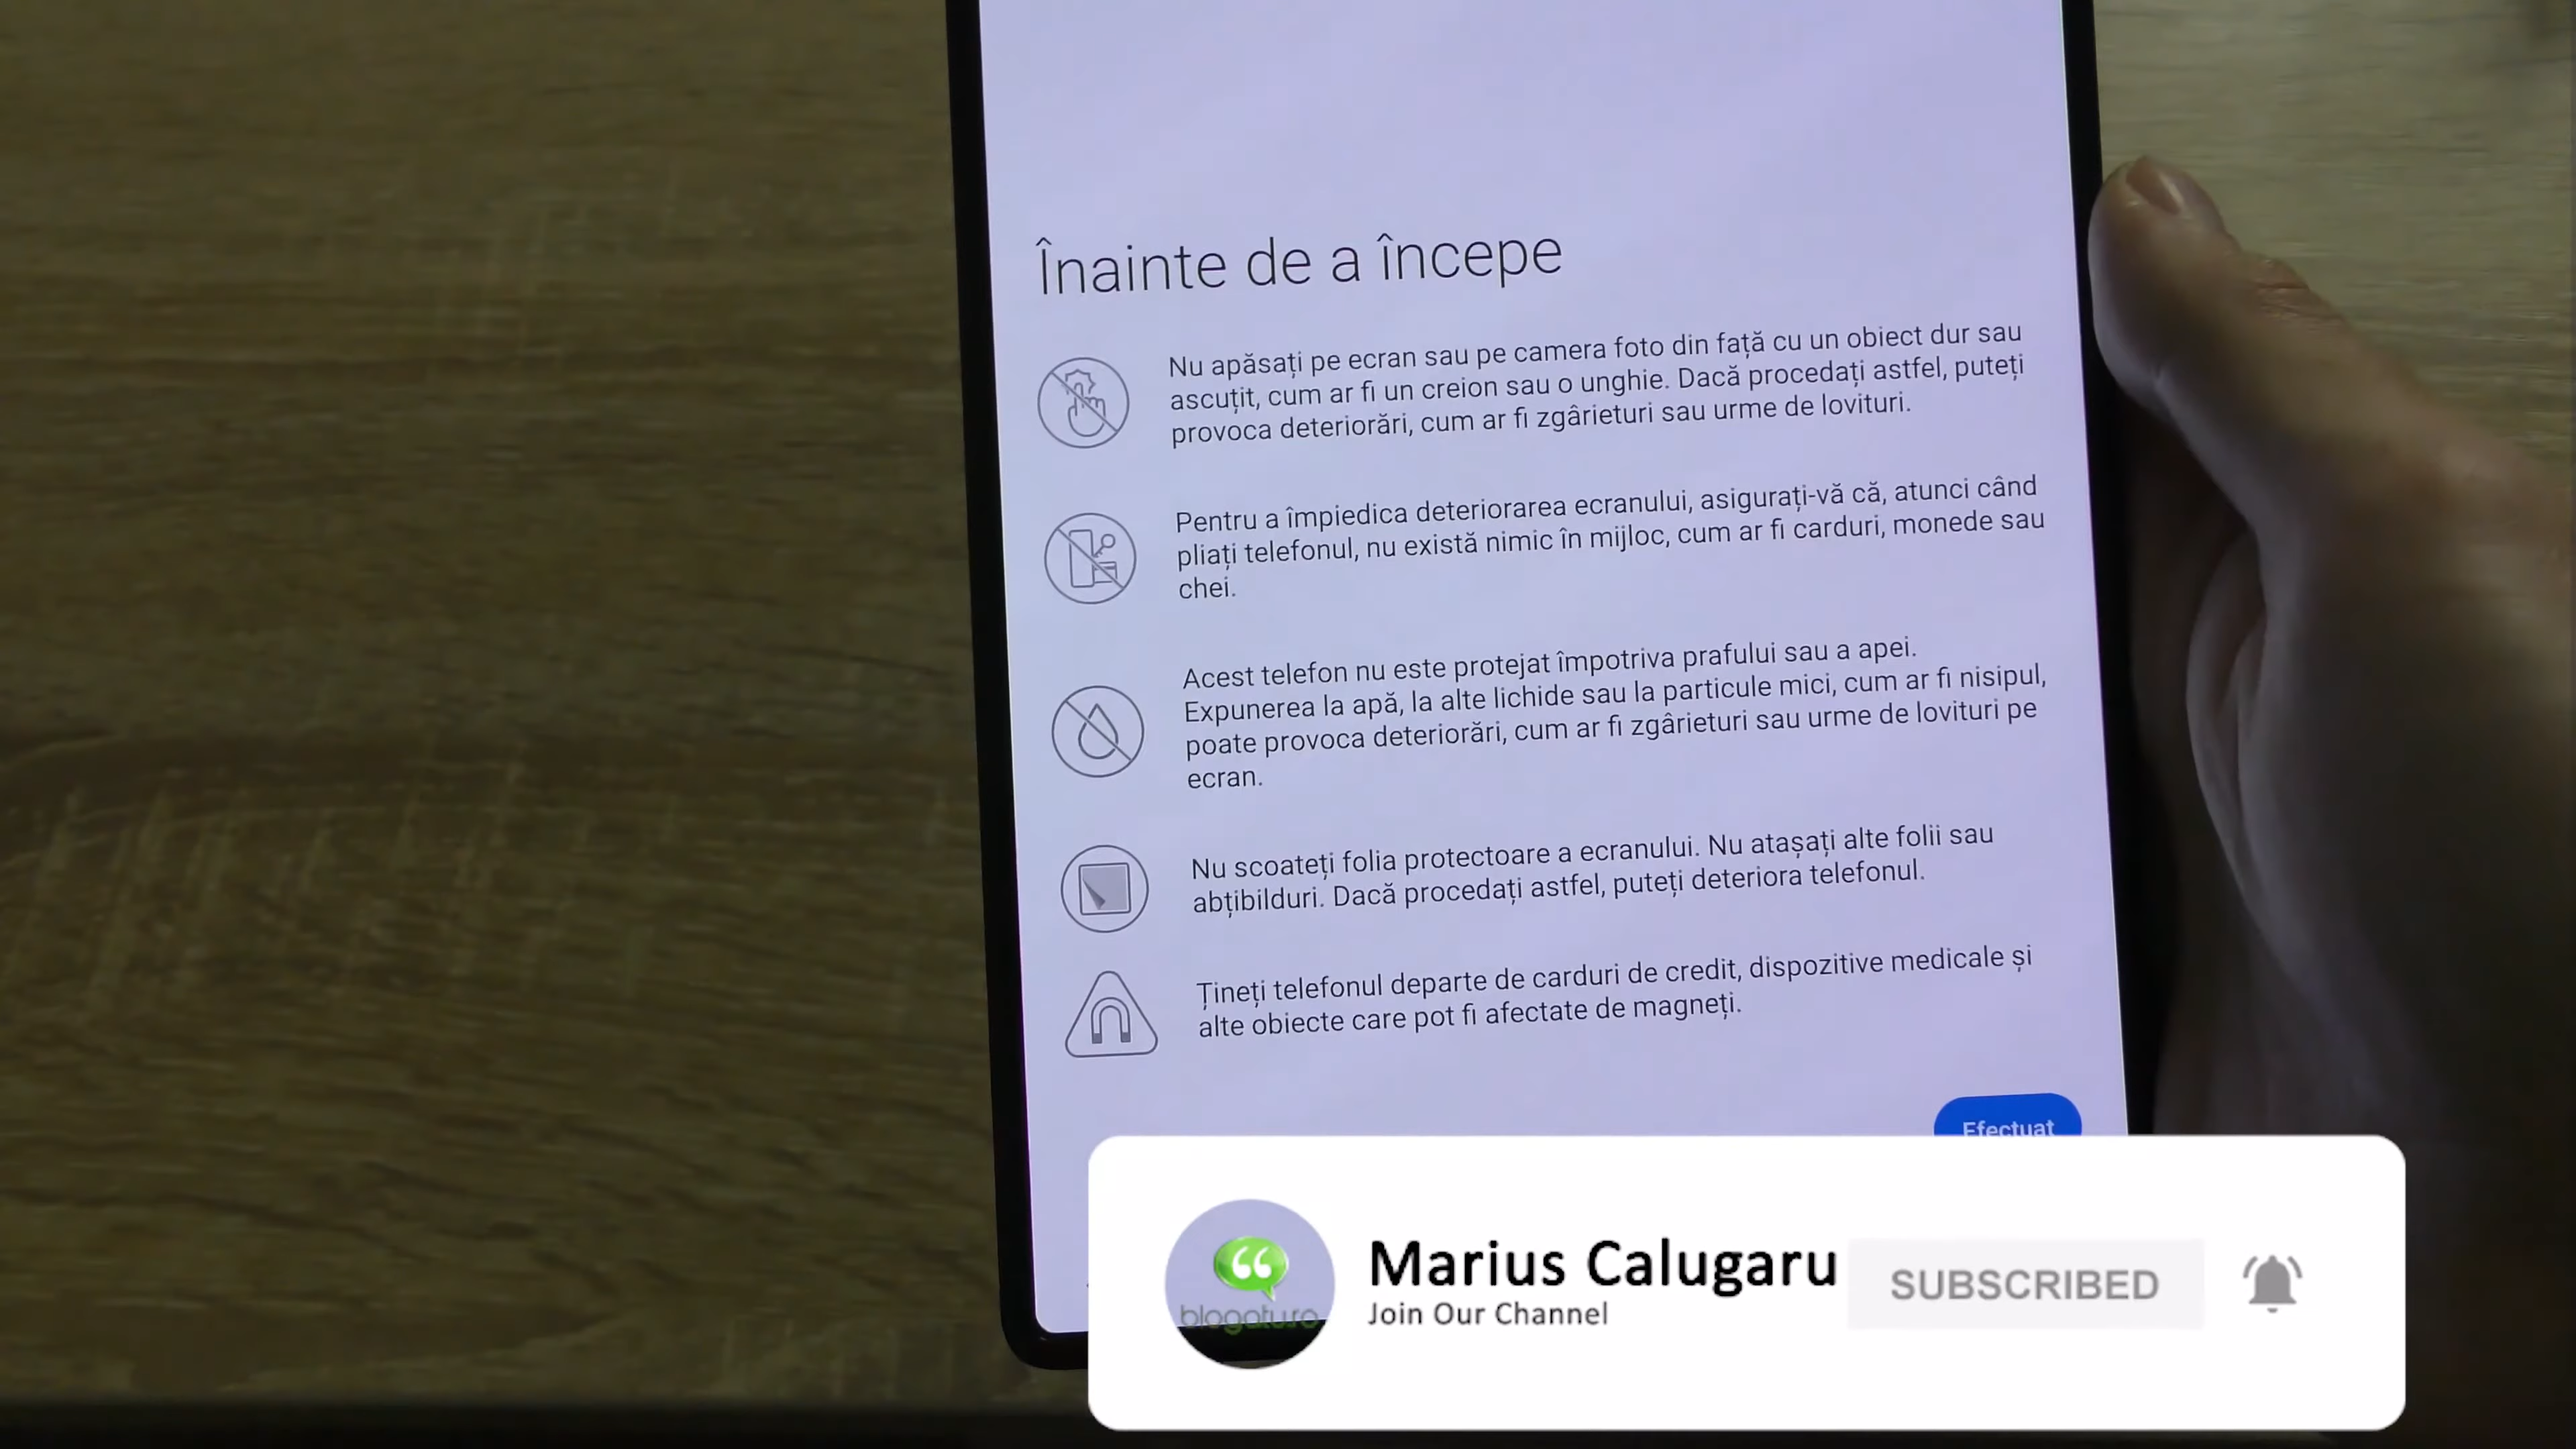 Înainte de a începe
Nu apăsați pe ecran sau pe camera foto din față cu un obiect dur sau
ascuțit, cum ar fi un creion sau o unghie. Dacă procedați astfel, puteți
provoca deteriorări, cum ar fi zgârieturi sau urme de lovituri.
Pentru a împiedica deteriorarea ecranului, asigurați-vă că, atunci când
pliați telefonul, nu există nimic în mijloc, cum ar fi carduri, monede sau
chei.
Acest telefon nu este protejat împotriva prafului sau a apei.
Expunerea la apă, la alte lichide sau la particule mici, cum ar fi nisipul,
poate provoca deteriorări, cum ar fi zgârieturi sau urme de lovituri pe
ecran.
Nu scoateți folia protectoare a ecranului. Nu atașați alte folii sau
abțibilduri. Dacă procedați astfel, puteți deteriora telefonul.
Țineți telefonul departe de carduri de credit, dispozitive medicale și
alte obiecte care pot fi afectate de magneți.
Efectuat
blogatu.ro
Marius Calugaru
Join Our Channel
SUBSCRIBED